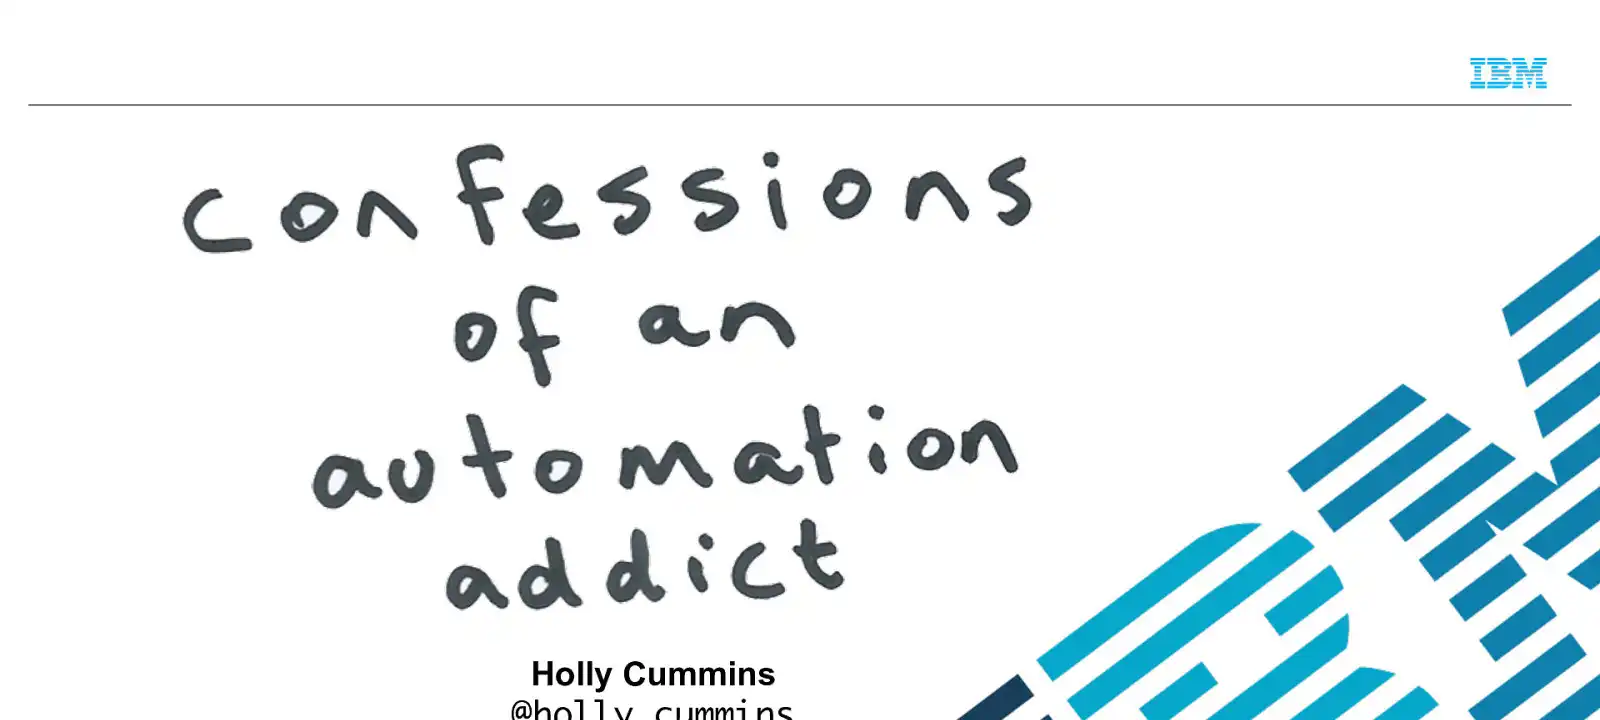 IBM
confessions
of an
automation
addict
Holly Cummins
@holly_cummins